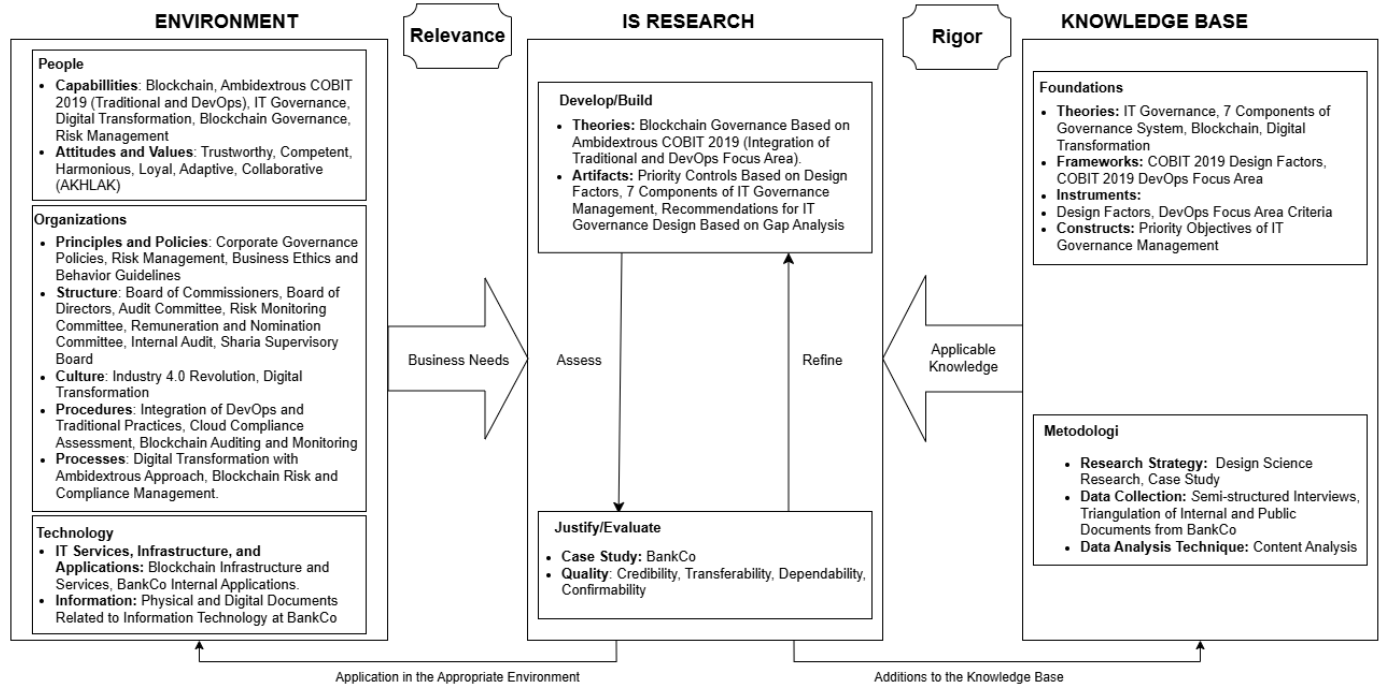 ENVIRONMENT
Relevance
IS RESEARCH
Rigor
KNOWLEDGE BASE
People
• Capabillities: Blockchain, Ambidextrous COBIT
2019 (Traditional and DevOps), IT Governance,
Digital Transformation, Blockchain Governance,
Risk Management
• Attitudes and Values: Trustworthy, Competent,
Harmonious, Loyal, Adaptive, Collaborative
(AKHLAK)
Organizations
• Principles and Policies: Corporate Governance
Policies, Risk Management, Business Ethics and
Behavior Guidelines
• Structure: Board of Commissioners, Board of
Directors, Audit Committee, Risk Monitoring
Committee, Remuneration and Nomination
Committee, Internal Audit, Sharia Supervisory
Board
• Culture: Industry 4.0 Revolution, Digital
Transformation
• Procedures: Integration of DevOps and
Traditional Practices, Cloud Compliance
Assessment, Blockchain Auditing and Monitoring
• Processes: Digital Transformation with
Ambidextrous Approach, Blockchain Risk and
Compliance Management.
Technology
• IT Services, Infrastructure, and
Applications: Blockchain Infrastructure and
Services, BankCo Internal Applications.
• Information: Physical and Digital Documents
Related to Information Technology at BankCo
Business Needs
Develop/Build
• Theories: Blockchain Governance Based on
Ambidextrous COBIT 2019 (Integration of
Traditional and DevOps Focus Area).
• Artifacts: Priority Controls Based on Design
Factors, 7 Components of IT Governance
Management, Recommendations for IT
Governance Design Based on Gap Analysis
Assess
Refine
Justify/Evaluate
• Case Study: BankCo
• Quality: Credibility, Transferability, Dependability,
Confirmability
Applicable
Knowledge
Foundations
• Theories: IT Governance, 7 Components of
Governance System, Blockchain, Digital
Transformation
• Frameworks: COBIT 2019 Design Factors,
COBIT 2019 DevOps Focus Area
• Instruments:
• Design Factors, DevOps Focus Area Criteria
• Constructs: Priority Objectives of IT
Governance Management
Metodologi
• Research Strategy: Design Science
Research, Case Study
• Data Collection: Semi-structured Interviews,
Triangulation of Internal and Public
Documents from BankCo
• Data Analysis Technique: Content Analysis
Application in the Appropriate Environment
Additions to the Knowledge Base